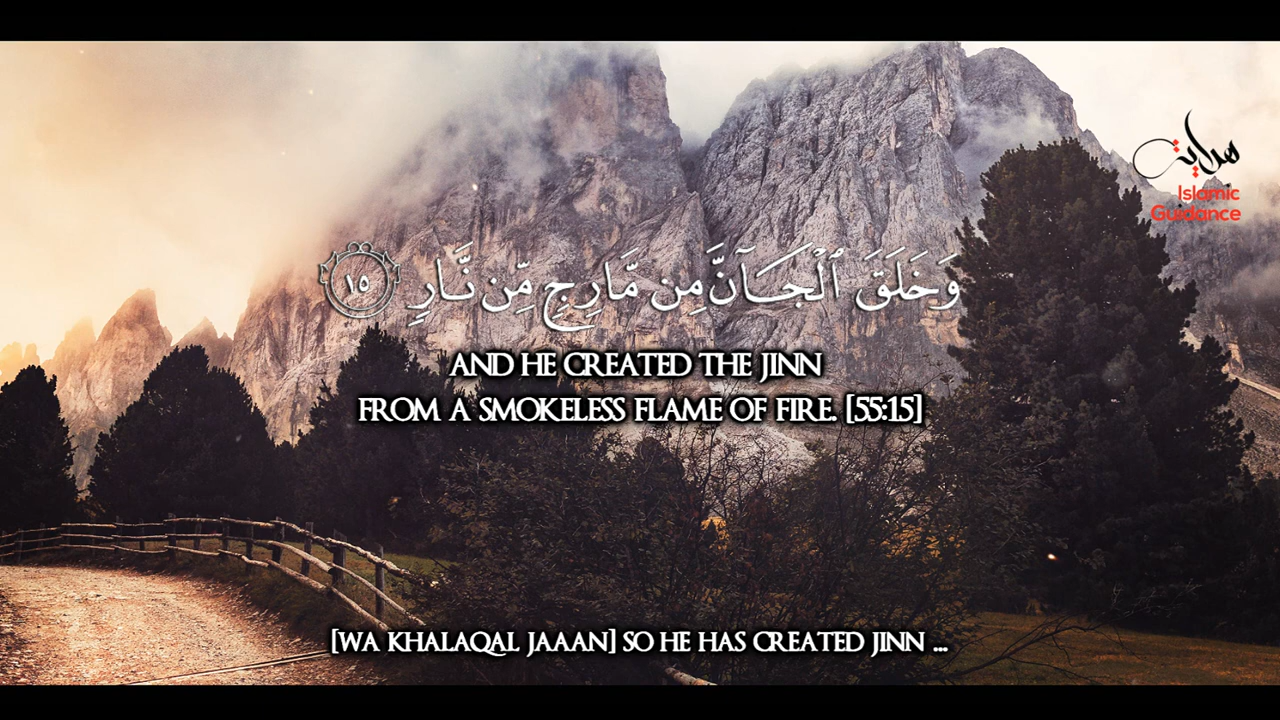 هداية
Islamic
Guidance
وَخَلَقَ ٱلْجَآنَّ مِن مَّارِجٍ مِّن نَّارٍ ١٥
AND HE CREATED THE JINN
FROM A SMOKELESS FLAME OF FIRE. [55:15]
[WA KHALAQAL JAAAN] SO HE HAS CREATED JINN ...